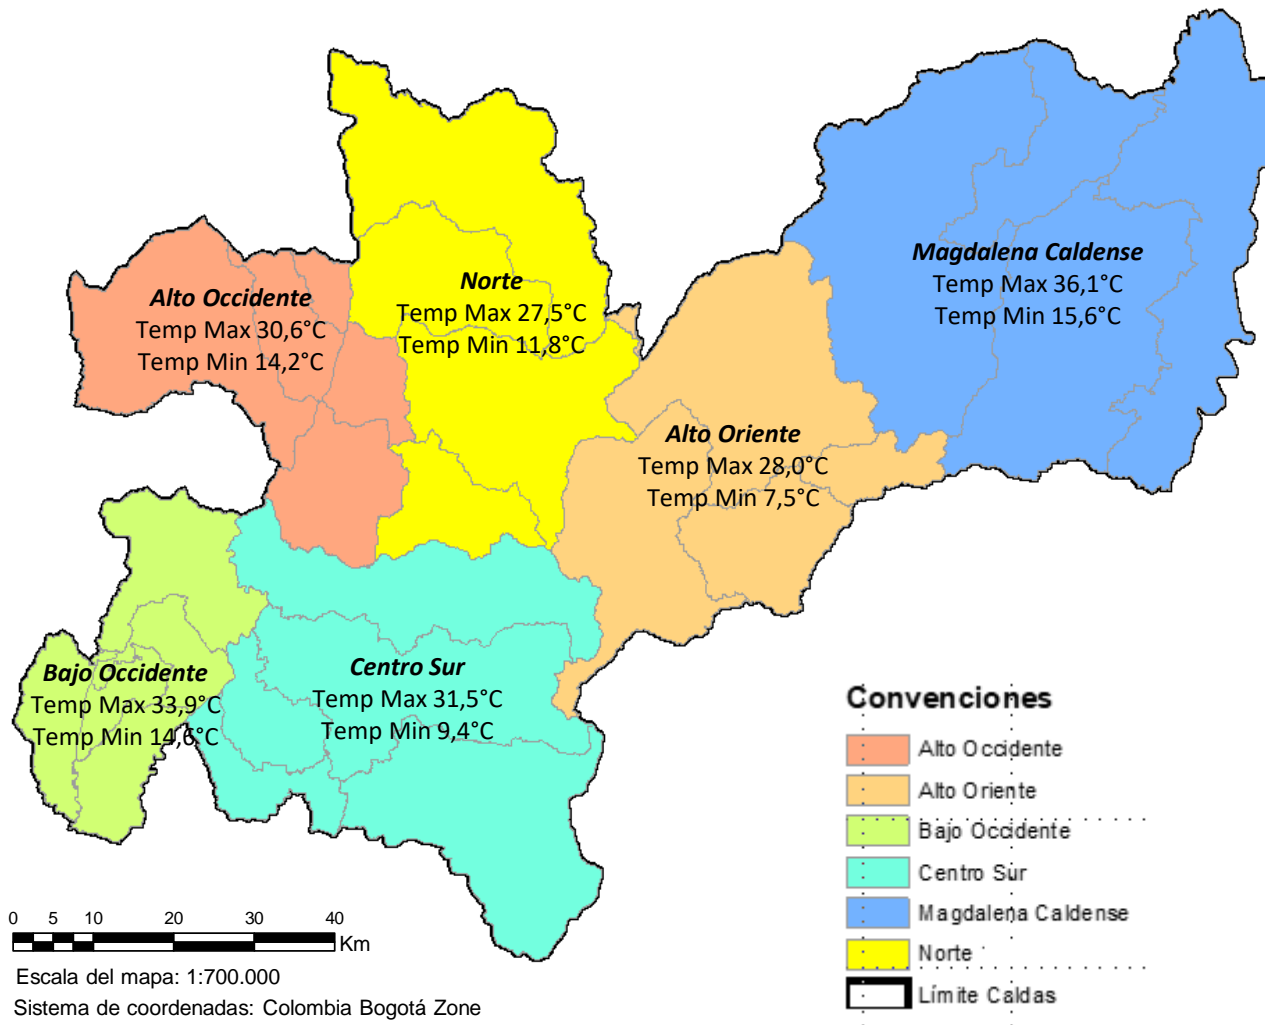 Magdalena Caldense
Temp Max 36,1°C
Temp Min 15,6°C
Norte
Temp Max 27,5°C
Temp Min 11,8°C
Alto Occidente
Temp Max 30,6°C
Temp Min 14,2°C
Alto Oriente
Temp Max 28,0°C
Temp Min 7,5°C
Bajo Occidente
Temp Max 33,9°C
Temp Min 14,6°C
Centro Sur
Temp Max 31,5°C
Temp Min 9,4°C
Convenciones
Alto Occidente
Alto Oriente
Bajo Occidente
Centro Sur
Magdalena Caldense
Norte
Límite Caldas
0 5 10 20 30 40
Km
Escala del mapa: 1:700.000
Sistema de coordenadas: Colombia Bogotá Zone